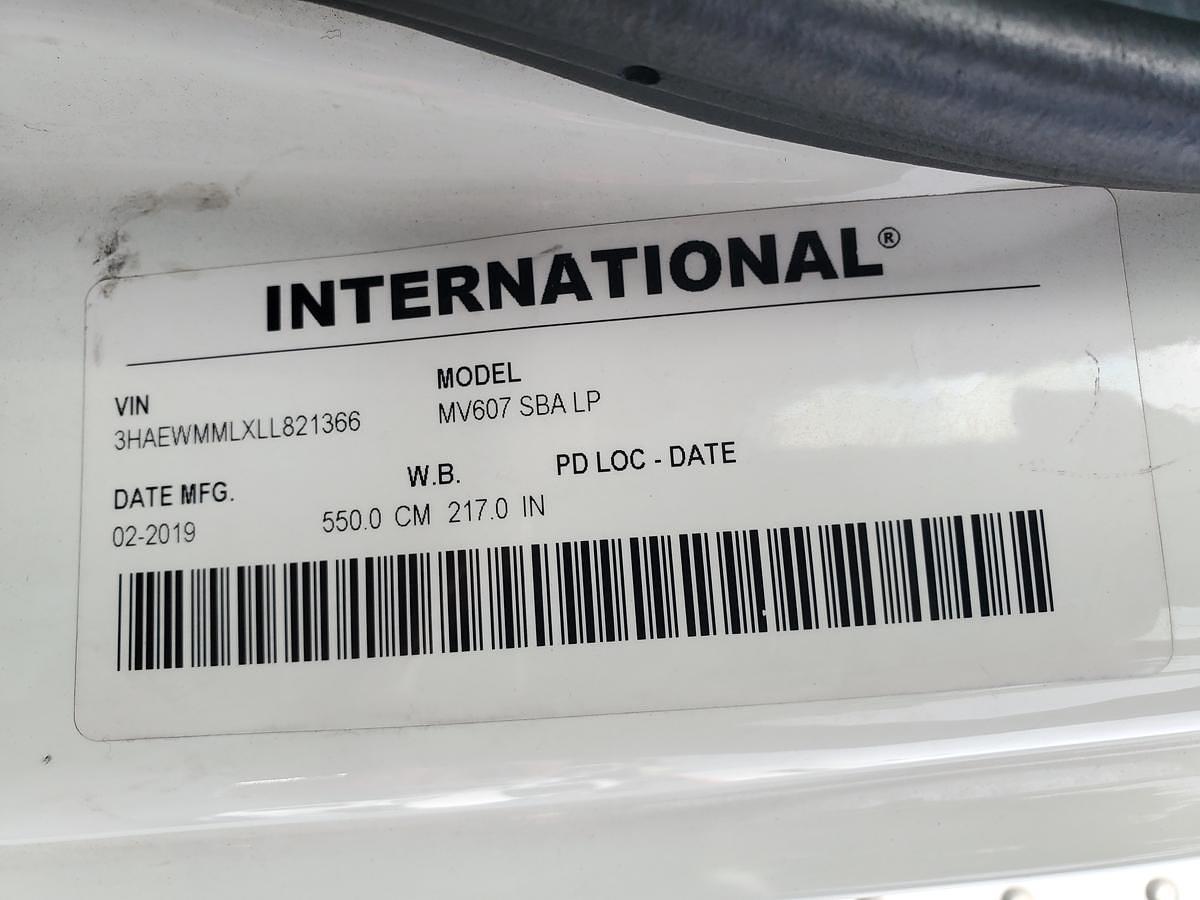 INTERNATIONAL®
VIN
MODEL
3HAEWMMLXLL821366
MV607 SBA LP
DATE MFG.
W.B.
PD LOC - DATE
02-2019
550.0 CM 217.0 IN